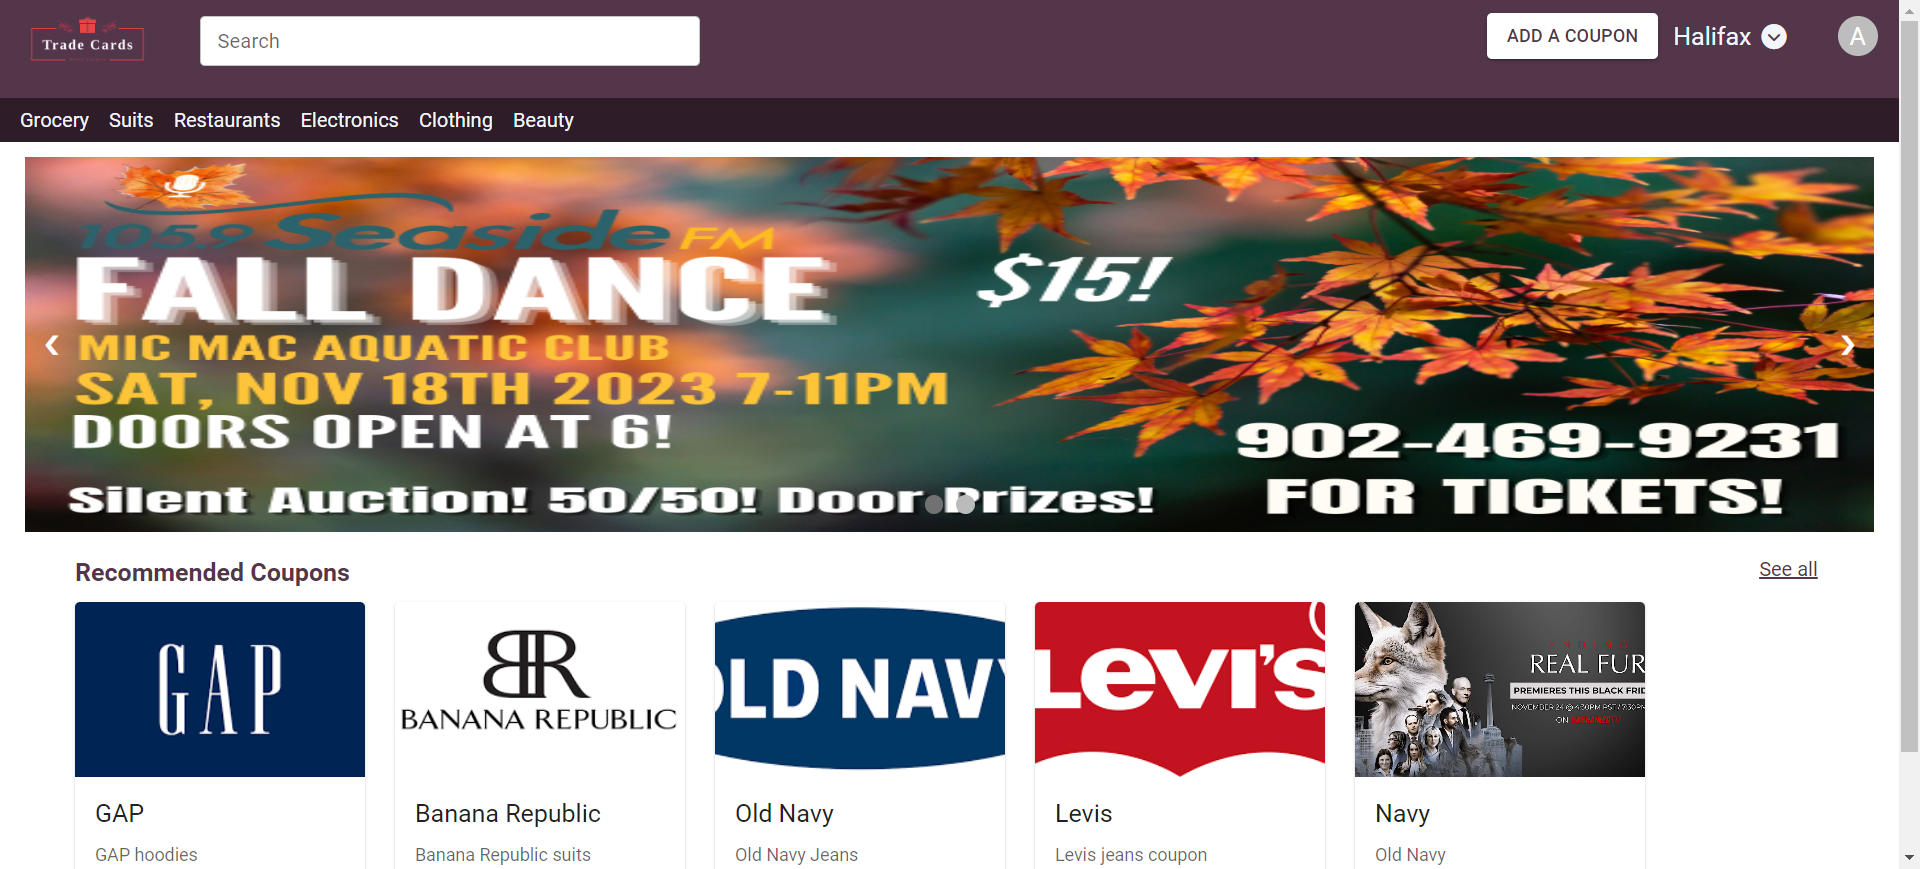 Trade Cards
Search
ADD A COUPON
Halifax
A
Grocery Suits Restaurants Electronics Clothing Beauty
105.9 Seaside FM
FALL DANCE
$15!
MIC MAC AQUATIC CLUB
SAT, NOV 18TH 2023 7-11PM
DOORS OPEN AT 6!
902-469-9231
FOR TICKETS!
Silent Auction! 50/50! Door Prizes!
Recommended Coupons
See all
GAP
BR
BANANA REPUBLIC
OLD NAVY
Levi's
REAL FUR
PREMIERES THIS BLACK FRID
NOVEMBER 24 @ 4:30PM PST / 7:30PM
ON
GAP
GAP hoodies
Banana Republic
Banana Republic suits
Old Navy
Old Navy Jeans
Levis
Levis jeans coupon
Navy
Old Navy